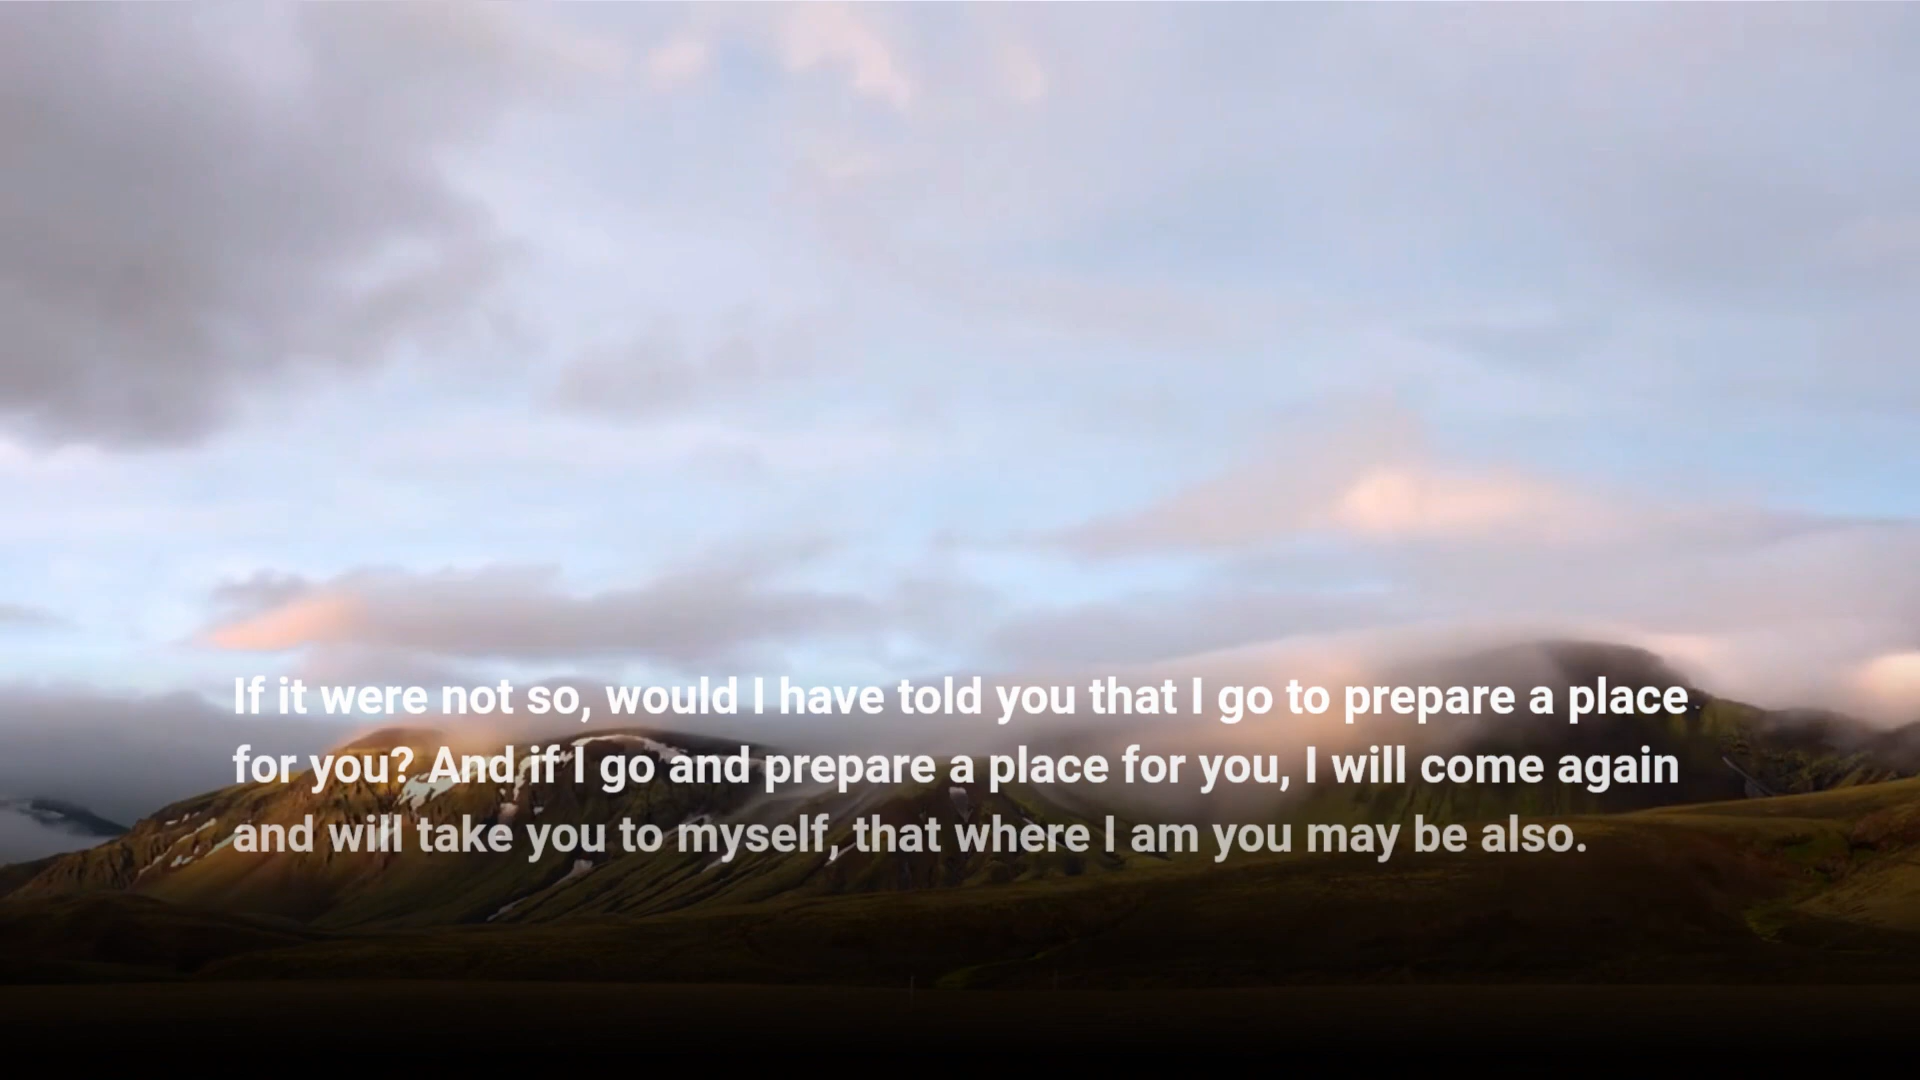 If it were not so, would I have told you that I go to prepare a place
for you? And if I go and prepare a place for you, I will come again
and will take you to myself, that where I am you may be also.